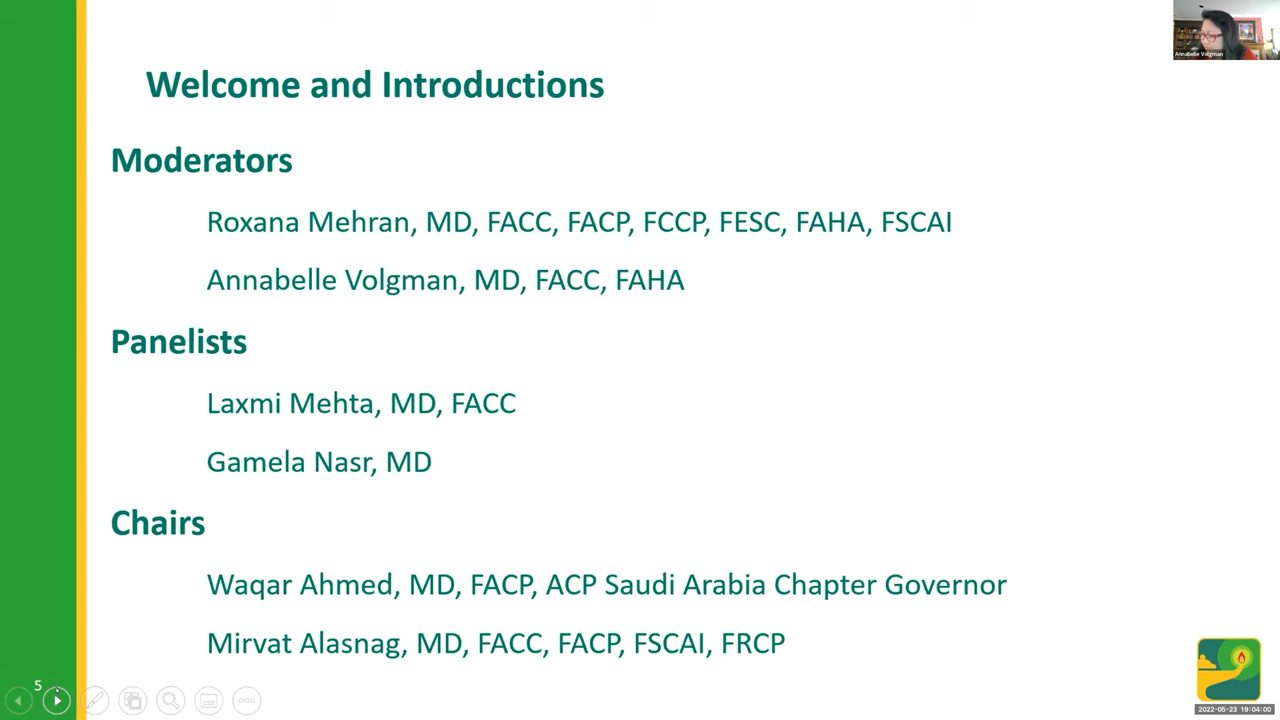 Annabelle Volgman
Welcome and Introductions
Moderators
Roxana Mehran, MD, FACC, FACP, FCCP, FESC, FAHA, FSCAI
Annabelle Volgman, MD, FACC, FAHA
Panelists
Laxmi Mehta, MD, FACC
Gamela Nasr, MD
Chairs
Waqar Ahmed, MD, FACP, ACP Saudi Arabia Chapter Governor
Mirvat Alasnag, MD, FACC, FACP, FSCAI, FRCP
5
2022-05-23 19:04:00